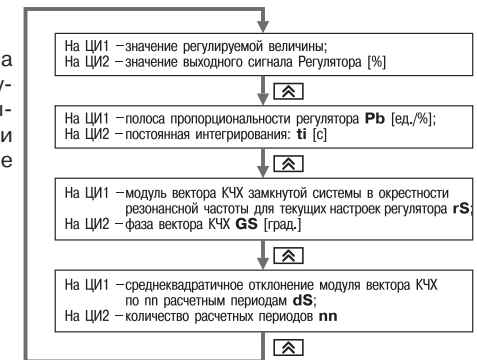 а
у-
и
е
На ЦИ1 – значение регулируемой величины;
На ЦИ2 – значение выходного сигнала Регулятора [%]
На ЦИ1 – полоса пропорциональности регулятора Pb [ед./%];
На ЦИ2 – постоянная интегрирования: ti [с]
На ЦИ1 – модуль вектора КЧХ замкнутой системы в окрестности
резонансной частоты для текущих настроек регулятора rS;
На ЦИ2 – фаза вектора КЧХ GS [град.]
На ЦИ1 – среднеквадратичное отклонение модуля вектора КЧХ
по nn расчетным периодам dS;
На ЦИ2 – количество расчетных периодов nn